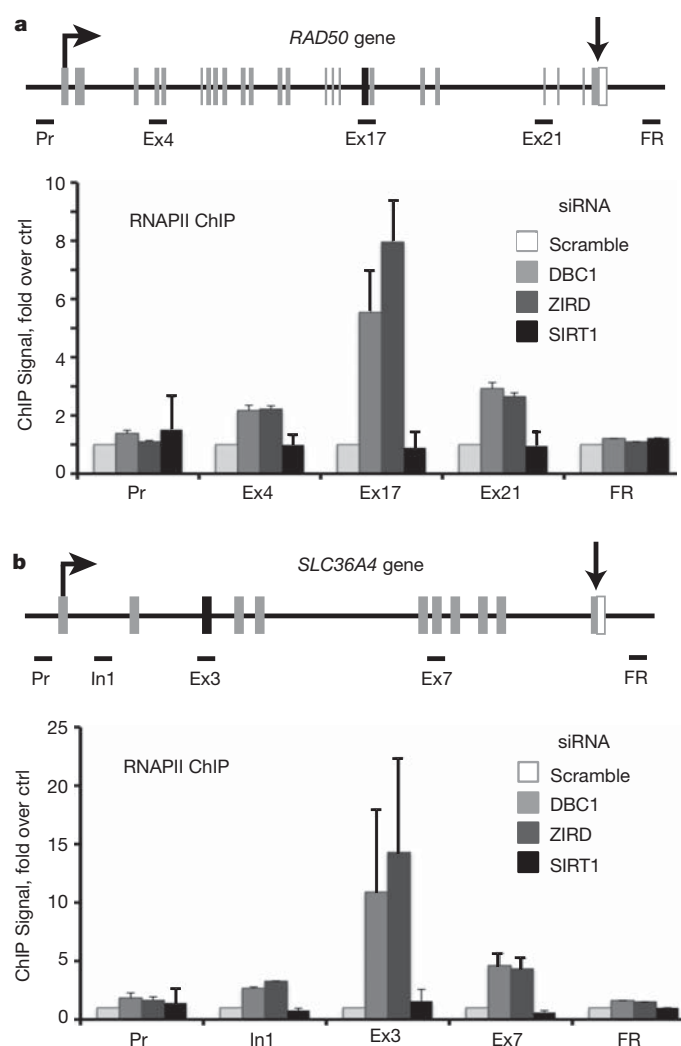 a
RAD50 gene
Pr Ex4 Ex17 Ex21 FR
10
8
6
4
2
0
ChIP Signal, fold over ctrl
RNAPII ChIP
siRNA
Scramble
DBC1
ZIRD
SIRT1
Pr Ex4 Ex17 Ex21 FR
b
SLC36A4 gene
Pr In1 Ex3 Ex7 FR
25
20
15
10
5
0
ChIP Signal, fold over ctrl
RNAPII ChIP
siRNA
Scramble
DBC1
ZIRD
SIRT1
Pr In1 Ex3 Ex7 FR